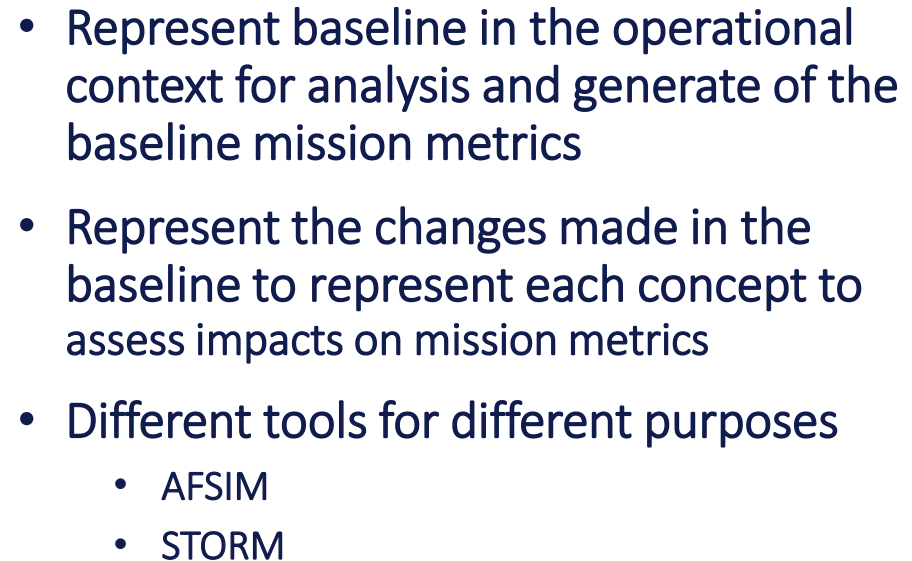 • Represent baseline in the operational
context for analysis and generate of the
baseline mission metrics
• Represent the changes made in the
baseline to represent each concept to
assess impacts on mission metrics
• Different tools for different purposes
• AFSIM
• STORM